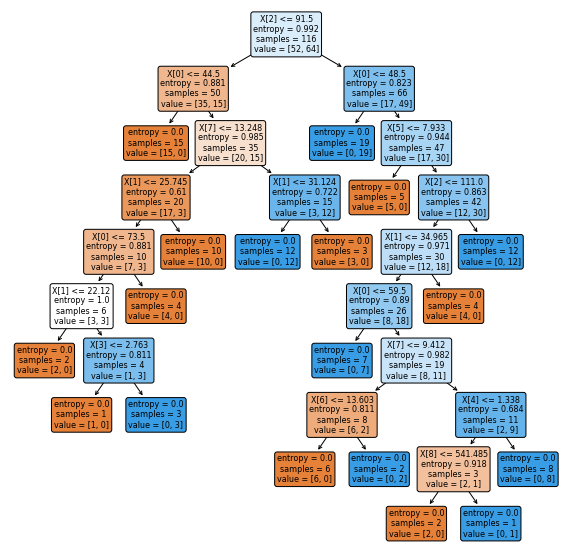 X[2] <= 91.5
entropy = 0.992
samples = 116
value = [52, 64]
X[0] <= 44.5
entropy = 0.881
samples = 50
value = [35, 15]
X[0] <= 48.5
entropy = 0.823
samples = 66
value = [17, 49]
entropy = 0.0
samples = 15
value = [15, 0]
X[7] <= 13.248
entropy = 0.985
samples = 35
value = [20, 15]
entropy = 0.0
samples = 19
value = [0, 19]
X[5] <= 7.933
entropy = 0.944
samples = 47
value = [17, 30]
X[1] <= 25.745
entropy = 0.61
samples = 20
value = [17, 3]
X[1] <= 31.124
entropy = 0.722
samples = 15
value = [3, 12]
entropy = 0.0
samples = 5
value = [5, 0]
X[2] <= 111.0
entropy = 0.863
samples = 42
value = [12, 30]
X[0] <= 73.5
entropy = 0.881
samples = 10
value = [7, 3]
entropy = 0.0
samples = 10
value = [10, 0]
entropy = 0.0
samples = 12
value = [0, 12]
entropy = 0.0
samples = 3
value = [3, 0]
X[1] <= 34.965
entropy = 0.971
samples = 30
value = [12, 18]
entropy = 0.0
samples = 12
value = [0, 12]
X[1] <= 22.12
entropy = 1.0
samples = 6
value = [3, 3]
entropy = 0.0
samples = 4
value = [4, 0]
X[0] <= 59.5
entropy = 0.89
samples = 26
value = [8, 18]
entropy = 0.0
samples = 4
value = [4, 0]
entropy = 0.0
samples = 2
value = [2, 0]
X[3] <= 2.763
entropy = 0.811
samples = 4
value = [1, 3]
entropy = 0.0
samples = 7
value = [0, 7]
X[7] <= 9.412
entropy = 0.982
samples = 19
value = [8, 11]
entropy = 0.0
samples = 1
value = [1, 0]
entropy = 0.0
samples = 3
value = [0, 3]
X[6] <= 13.603
entropy = 0.811
samples = 8
value = [6, 2]
X[4] <= 1.338
entropy = 0.684
samples = 11
value = [2, 9]
entropy = 0.0
samples = 6
value = [6, 0]
entropy = 0.0
samples = 2
value = [0, 2]
X[8] <= 541.485
entropy = 0.918
samples = 3
value = [2, 1]
entropy = 0.0
samples = 8
value = [0, 8]
entropy = 0.0
samples = 2
value = [2, 0]
entropy = 0.0
samples = 1
value = [0, 1]